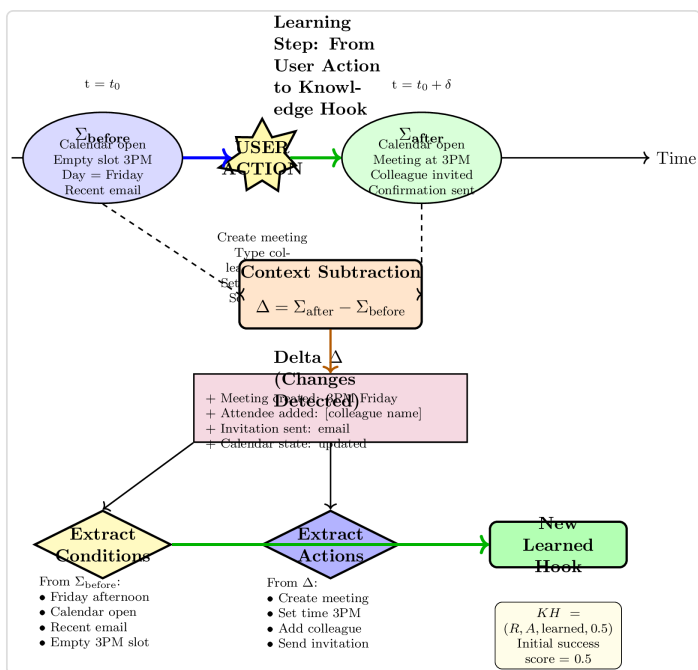 Learning
Step: From
User Action
to Knowl-
edge Hook
t = t₀
t = t₀ + δ
Σbefore
Calendar open
Empty slot 3PM
Day = Friday
Recent email
USER
ACTION
Σafter
Calendar open
Meeting at 3PM
Colleague invited
Confirmation sent
Time
Create meeting
Type col-
lea
Set
S
Context Subtraction
Δ = Σafter − Σbefore
Delta Δ
(Changes
Detected)
+ Meeting created: 3PM Friday
+ Attendee added: [colleague name]
+ Invitation sent: email
+ Calendar state: updated
Extract
Conditions
Extract
Actions
New
Learned
Hook
From Σbefore:
• Friday afternoon
• Calendar open
• Recent email
• Empty 3PM slot
From Δ:
• Create meeting
• Set time 3PM
• Add colleague
• Send invitation
KH =
(R, A, learned, 0.5)
Initial success
score = 0.5